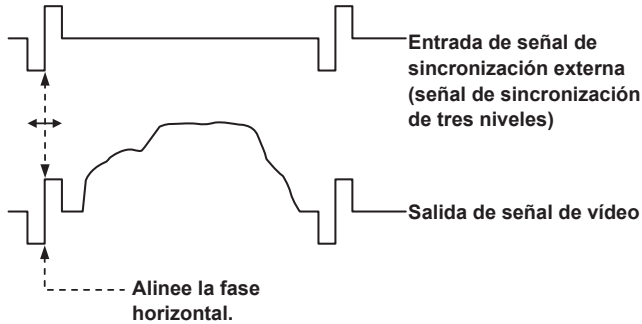 Entrada de señal de
sincronización externa
(señal de sincronización
de tres niveles)
Salida de señal de vídeo
Alinee la fase
horizontal.